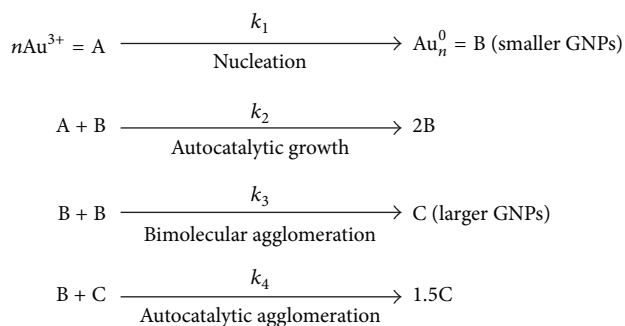 k₁
nAu³⁺ = A ⟶ Au⁰ₙ = B (smaller GNPs)
Nucleation
k₂
A + B ⟶ 2B
Autocatalytic growth
k₃
B + B ⟶ C (larger GNPs)
Bimolecular agglomeration
k₄
B + C ⟶ 1.5C
Autocatalytic agglomeration